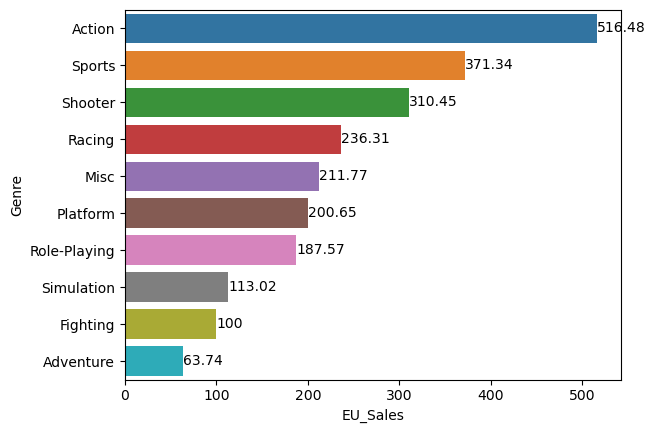 Genre
Action 516.48
Sports 371.34
Shooter 310.45
Racing 236.31
Misc 211.77
Platform 200.65
Role-Playing 187.57
Simulation 113.02
Fighting 100
Adventure 63.74
0 100 200 300 400 500
EU_Sales